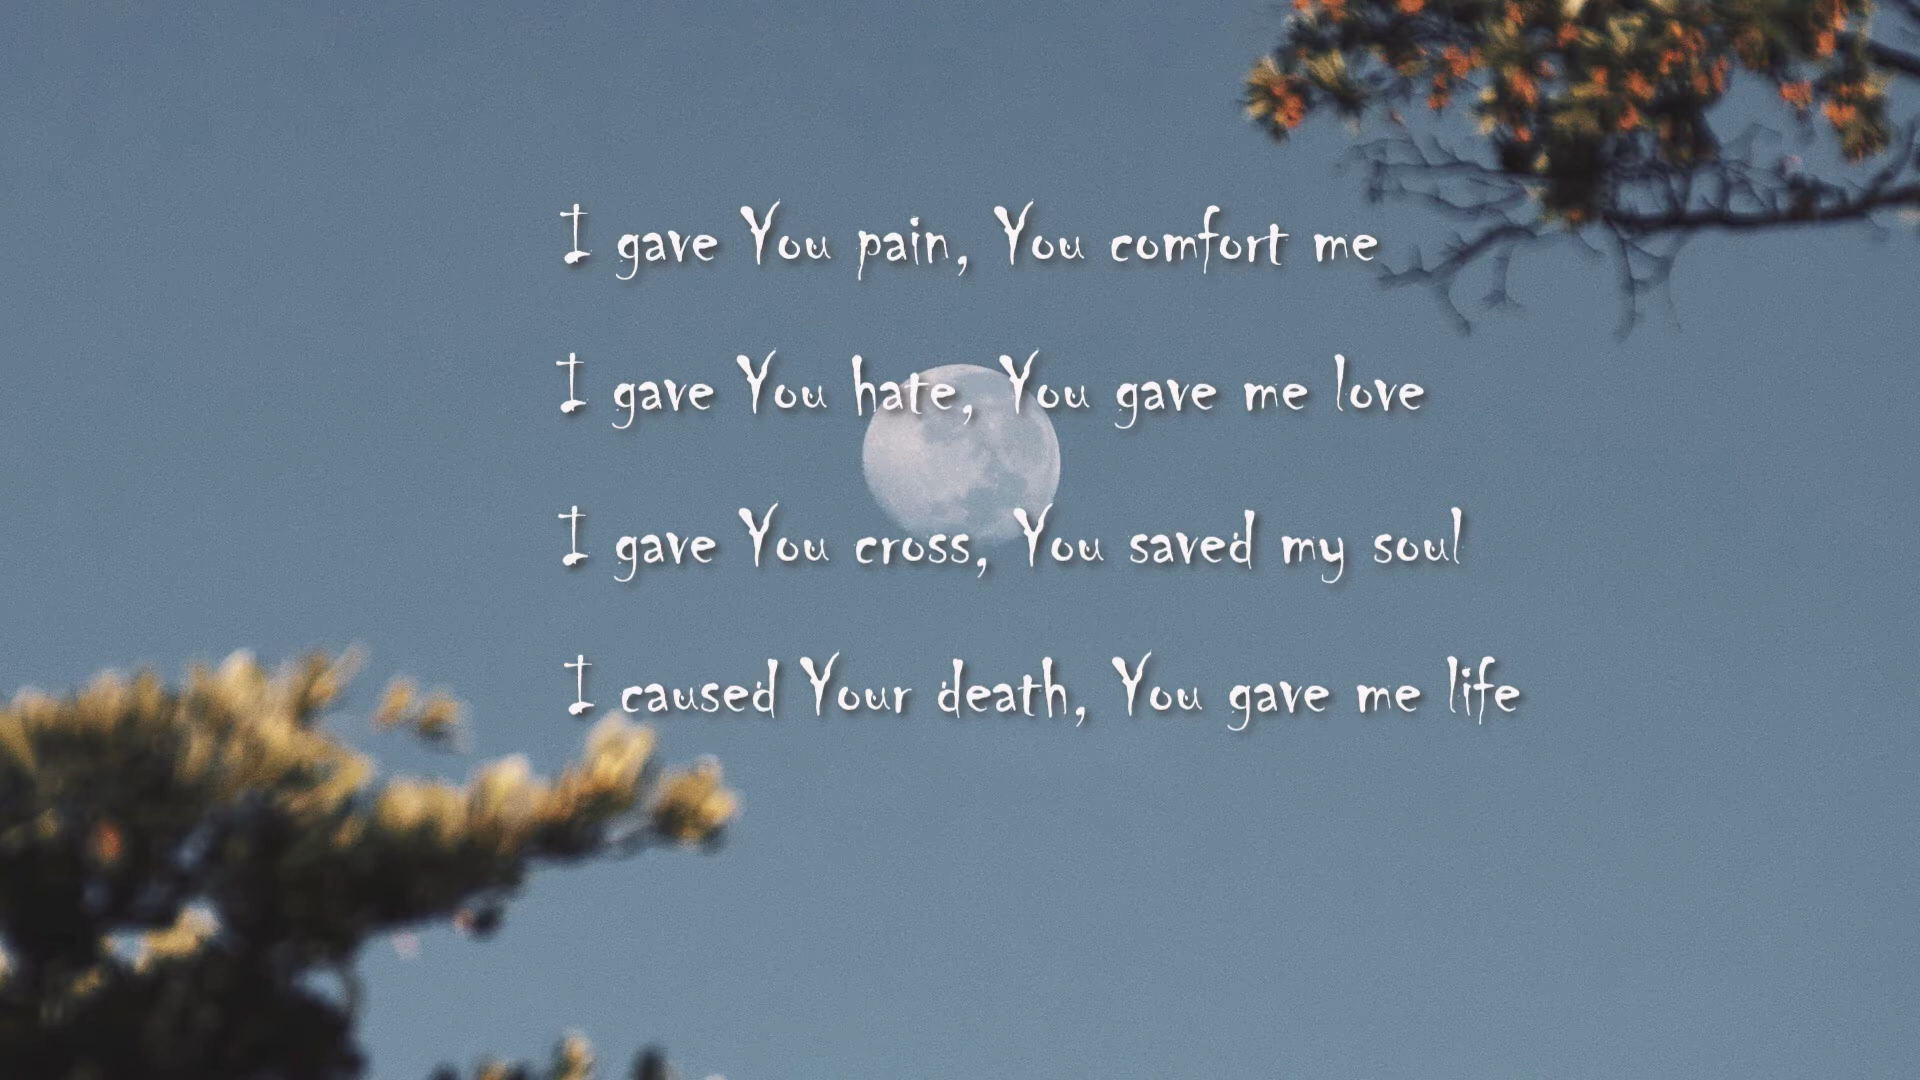 I gave You pain, You comfort me
I gave You hate, You gave me love
I gave You cross, You saved my soul
I caused Your death, You gave me life